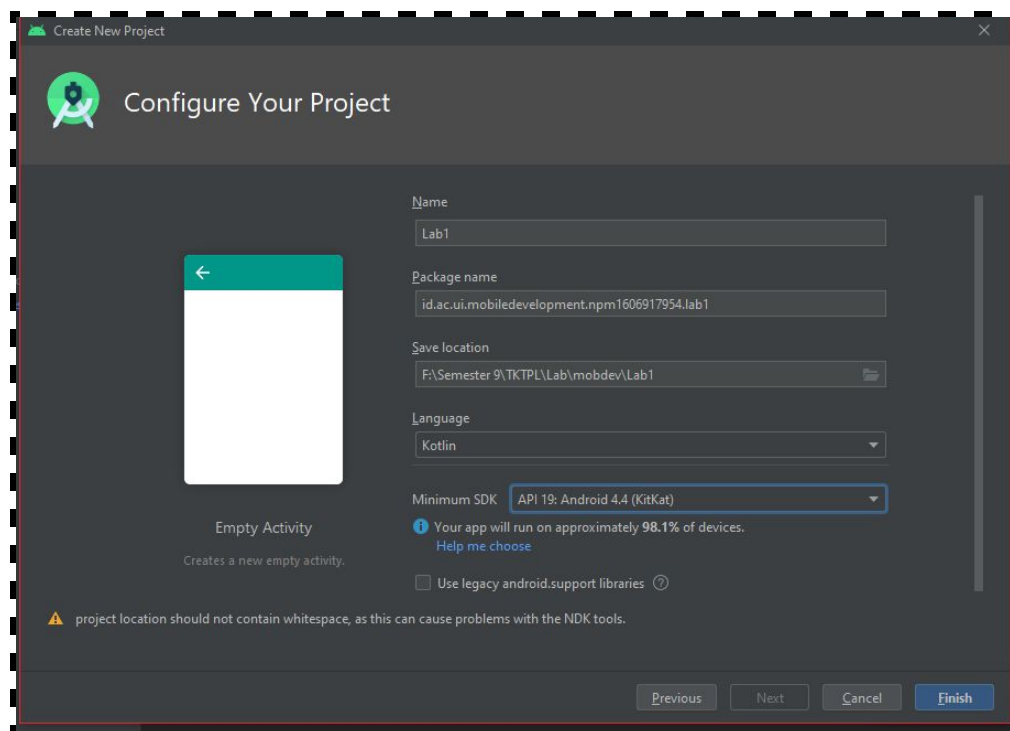 Create New Project
Configure Your Project
Name
Lab1
Package name
id.ac.ui.mobiledevelopment.npm1606917954.lab1
Save location
F:\Semester 9\TKTPL\Lab\mobdev\Lab1
Language
Kotlin
Minimum SDK API 19: Android 4.4 (KitKat)
Your app will run on approximately 98.1% of devices.
Help me choose
Use legacy android.support libraries ?
Empty Activity
Creates a new empty activity.
project location should not contain whitespace, as this can cause problems with the NDK tools.
Previous Next Cancel Finish